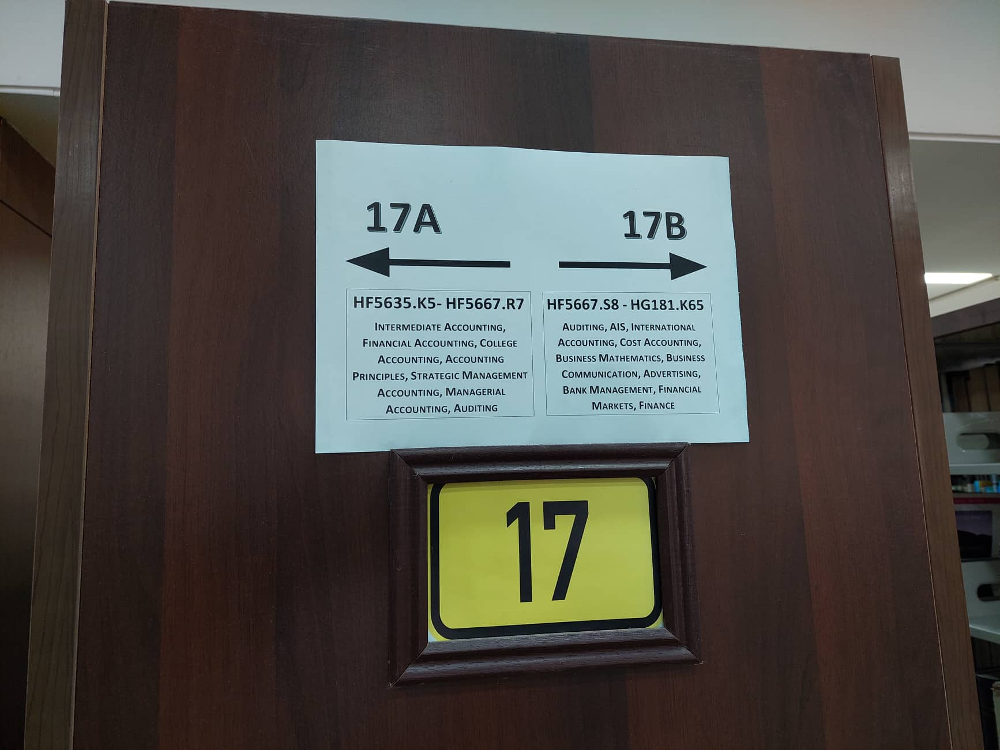 17A
17B
HF5635.K5- HF5667.R7
INTERMEDIATE ACCOUNTING,
FINANCIAL ACCOUNTING, COLLEGE
ACCOUNTING, ACCOUNTING
PRINCIPLES, STRATEGIC MANAGEMENT
ACCOUNTING, MANAGERIAL
ACCOUNTING, AUDITING
HF5667.S8 - HG181.K65
AUDITING, AIS, INTERNATIONAL
ACCOUNTING, COST ACCOUNTING,
BUSINESS MATHEMATICS, BUSINESS
COMMUNICATION, ADVERTISING,
BANK MANAGEMENT, FINANCIAL
MARKETS, FINANCE
17